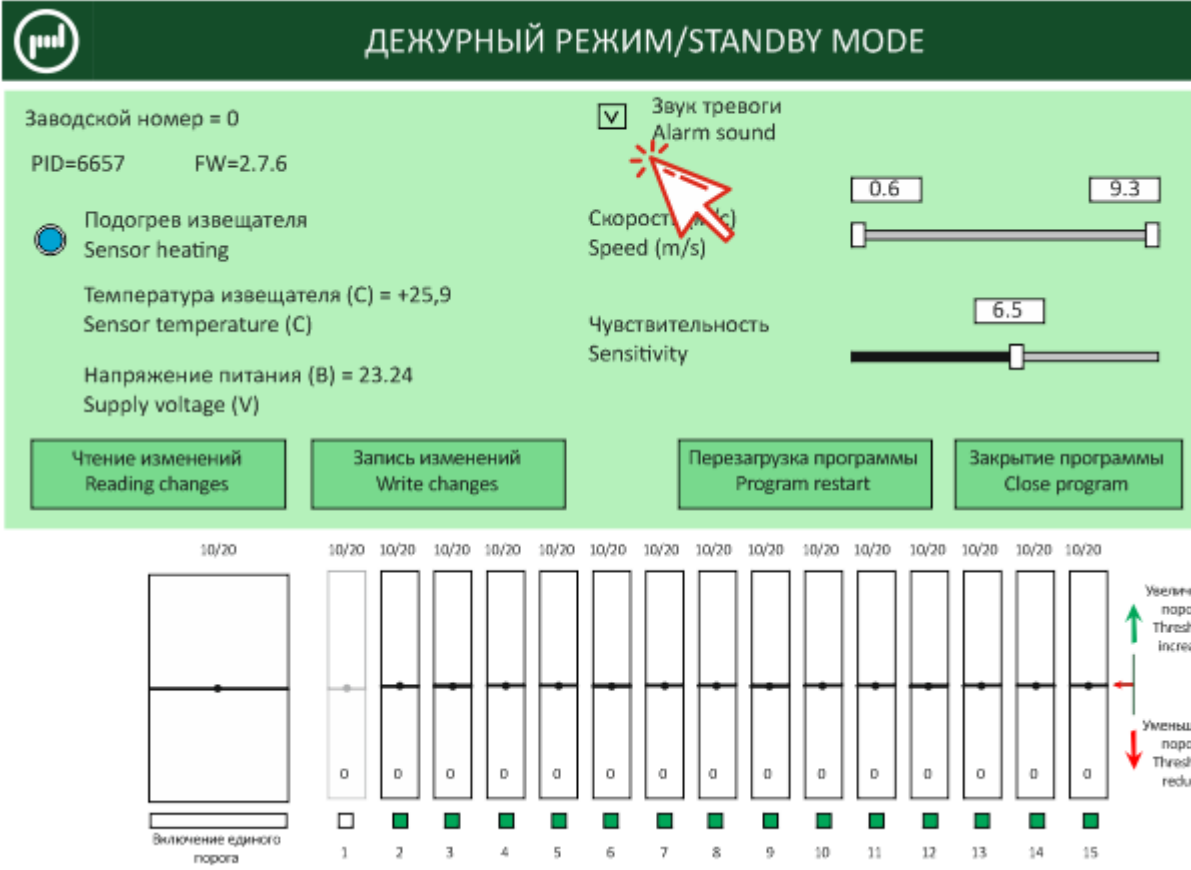 ДЕЖУРНЫЙ РЕЖИМ/STANDBY MODE
Заводской номер = 0
PID=6657 FW=2.7.6
Подогрев извещателя
Sensor heating
Температура извещателя (С) = +25,9
Sensor temperature (C)
Напряжение питания (В) = 23.24
Supply voltage (V)
Звук тревоги
Alarm sound
0.6 9.3
Speed (m/s)
6.5
Чувствительность
Sensitivity
Чтение изменений
Reading changes
Запись изменений
Write changes
Перезагрузка программы
Program restart
Закрытие программы
Close program
10/20 10/20 10/20 10/20 10/20 10/20 10/20 10/20 10/20 10/20 10/20 10/20 10/20 10/20 10/20 10/20
0 0 0 0 0 0 0 0 0 0 0 0 0 0 0
Включение единого
порога
1 2 3 4 5 6 7 8 9 10 11 12 13 14 15